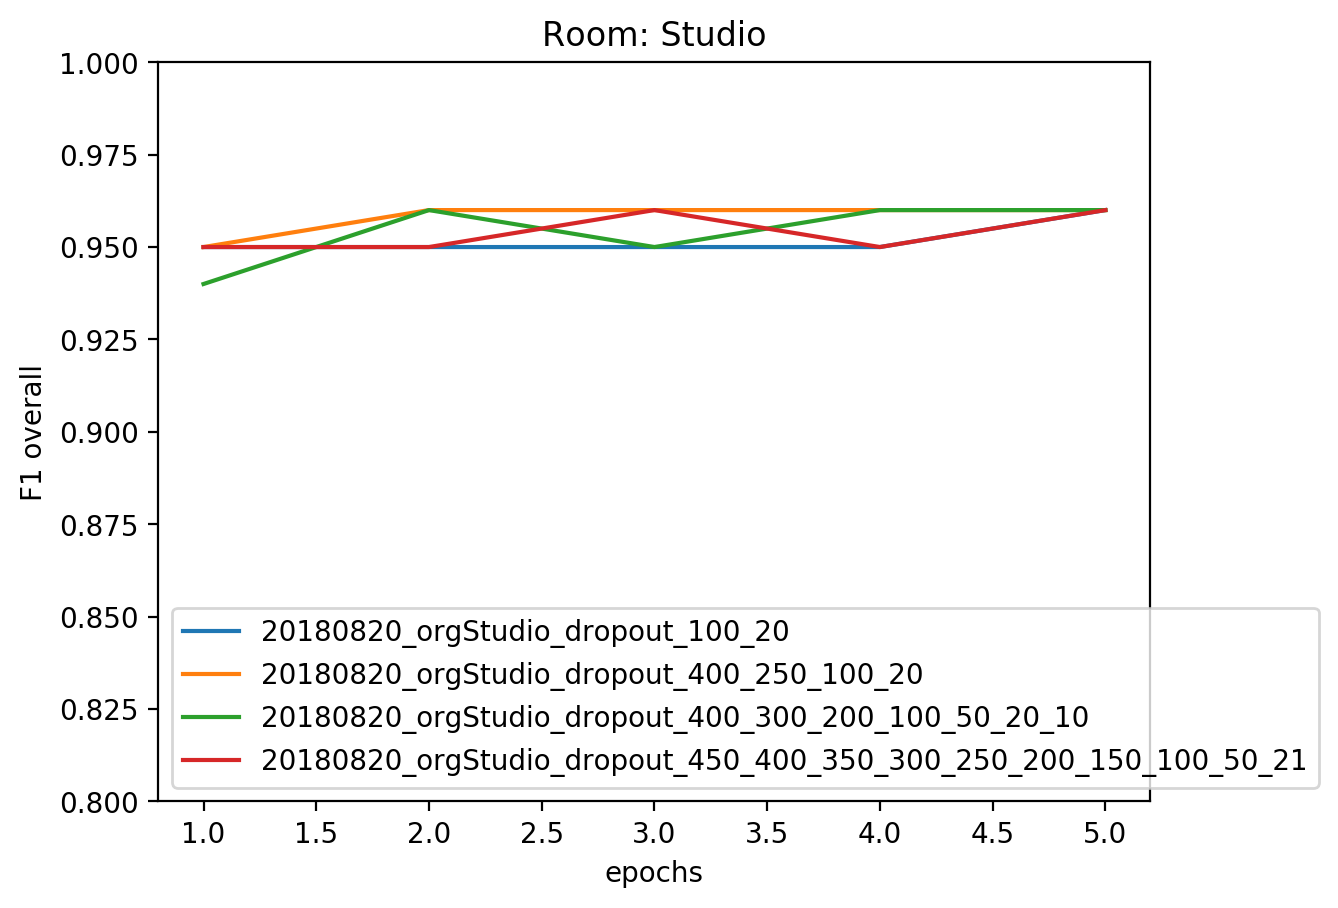 Room: Studio
1.000
0.975
0.950
0.925
0.900
0.875
0.850
0.825
0.800
F1 overall
20180820_orgStudio_dropout_100_20
20180820_orgStudio_dropout_400_250_100_20
20180820_orgStudio_dropout_400_300_200_100_50_20_10
20180820_orgStudio_dropout_450_400_350_300_250_200_150_100_50_21
1.0 1.5 2.0 2.5 3.0 3.5 4.0 4.5 5.0
epochs